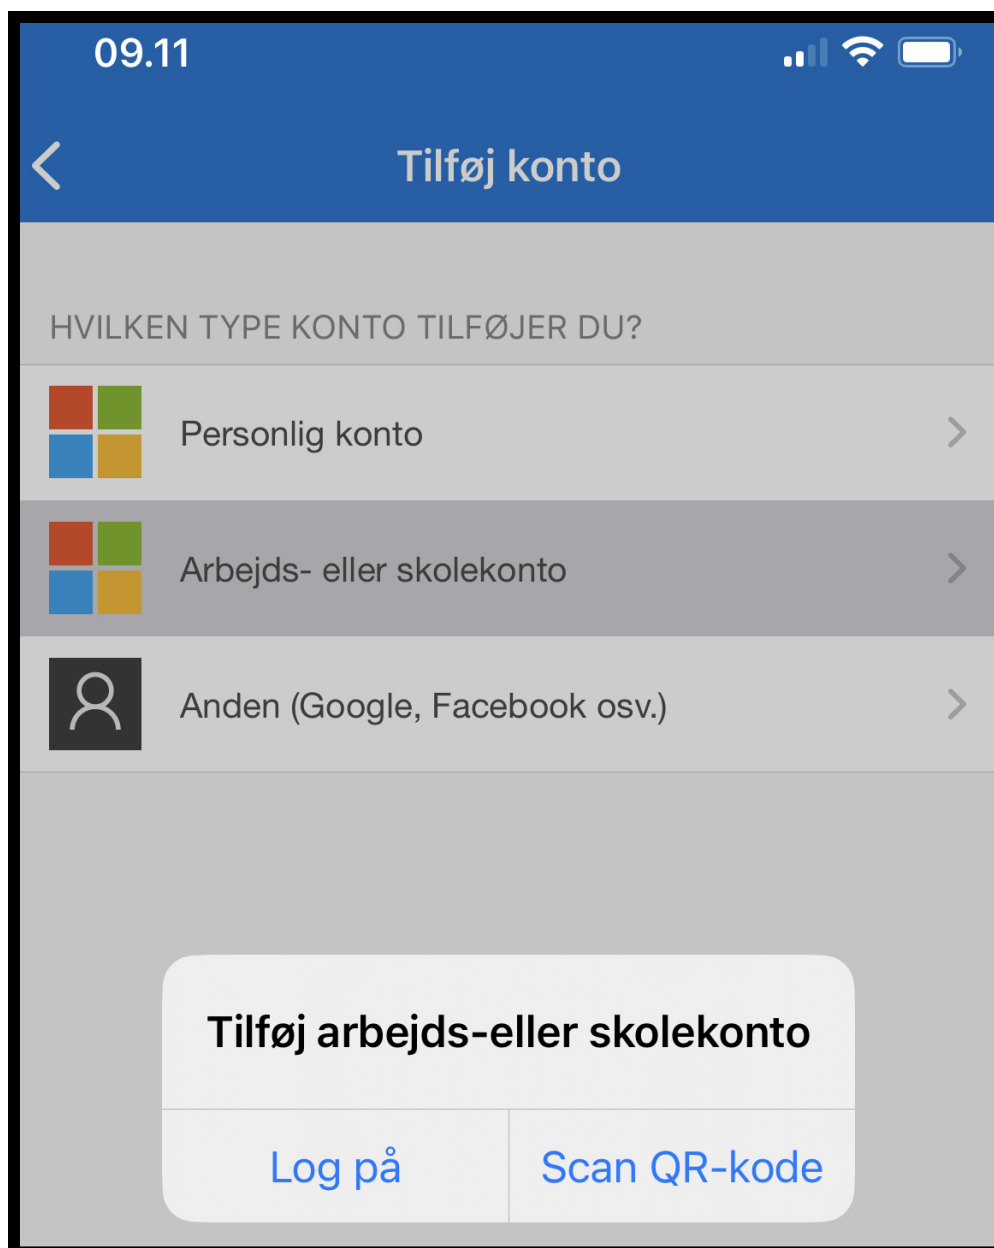 09.11
Tilføj konto
HVILKEN TYPE KONTO TILFØJER DU?
Personlig konto
Arbejds- eller skolekonto
Anden (Google, Facebook osv.)
Tilføj arbejds-eller skolekonto
Log på
Scan QR-kode